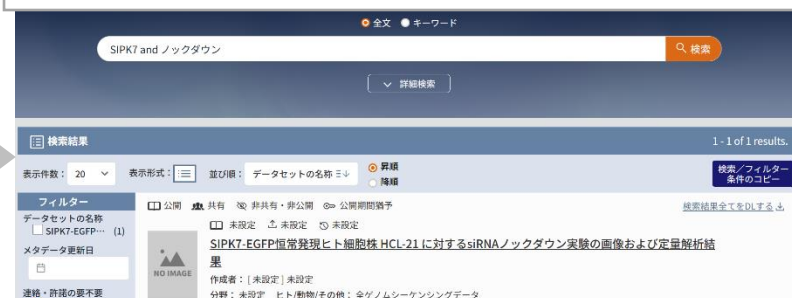 全文 キーワード
SIPK7 and ノックダウン 検索
詳細検索
検索結果 1 - 1 of 1 results.
表示件数： 20 表示形式： 並び順： データセットの名称 昇順
降順
検索／フィルター
条件のコピー
フィルター
データセットの名称
SIPK7-EGFP… (1)
メタデータ更新日
連絡・許諾の要不要
公開 共有 非共有・非公開 公開期間猶予 検索結果全てをDLする
未設定 未設定 未設定
SIPK7-EGFP恒常発現ヒト細胞株 HCL-21 に対するsiRNAノックダウン実験の画像および定量解析結
果
NO IMAGE
作成者： [ 未設定 ] 未設定
分野： 未設定 ヒト/動物/その他： 全ゲノムシーケンシングデータ